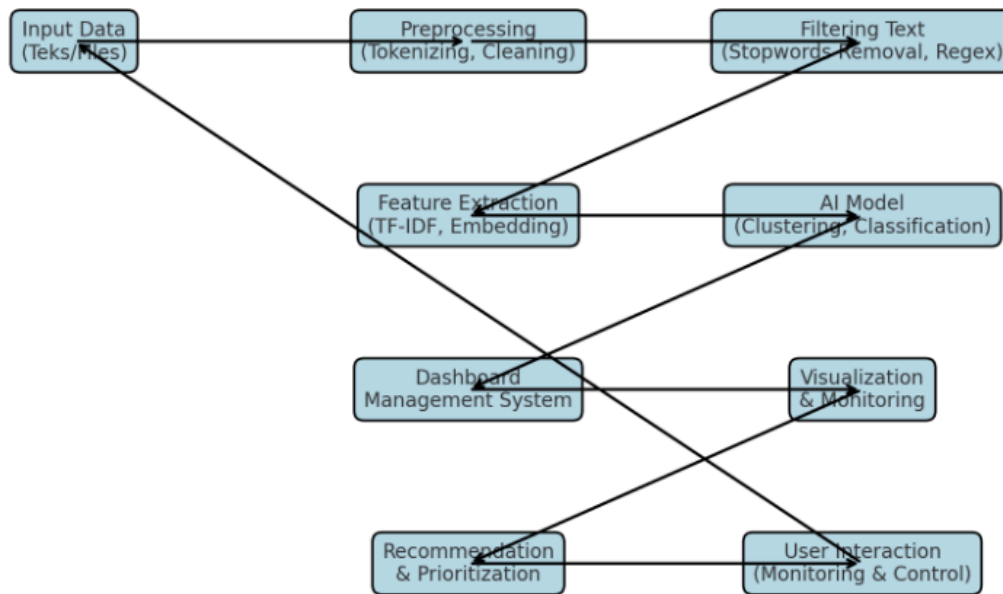 Input Data
(Teks/Files)
Preprocessing
(Tokenizing, Cleaning)
Filtering Text
(Stopwords Removal, Regex)
Feature Extraction
(TF-IDF, Embedding)
AI Model
(Clustering, Classification)
Dashboard
Management System
Visualization
& Monitoring
Recommendation
& Prioritization
User Interaction
(Monitoring & Control)